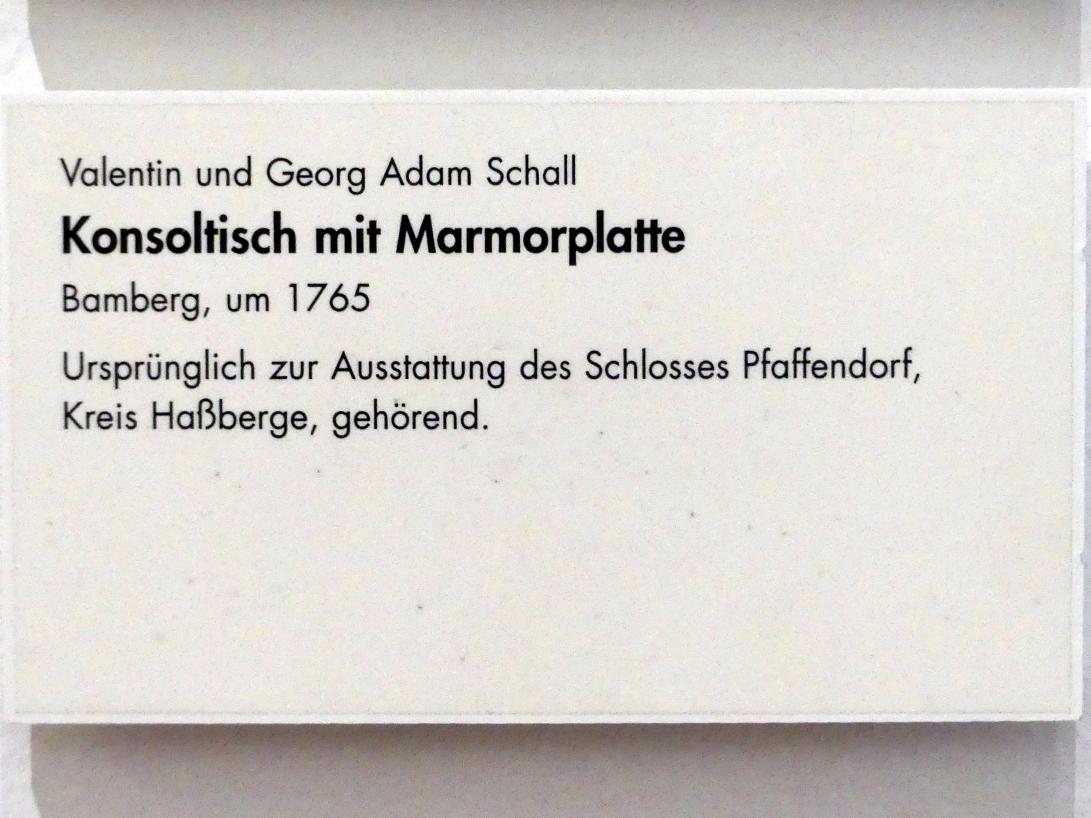 Valentin und Georg Adam Schall
Konsoltisch mit Marmorplatte
Bamberg, um 1765
Ursprünglich zur Ausstattung des Schlosses Pfaffendorf,
Kreis Haßberge, gehörend.